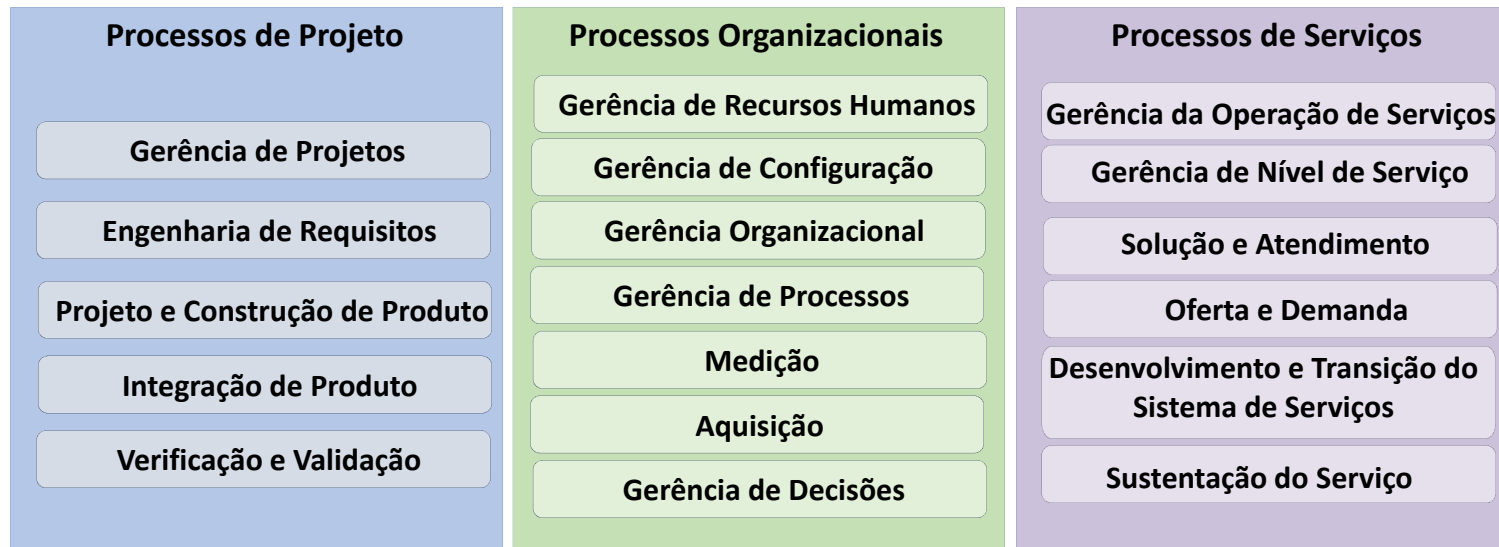 Processos de Projeto
Gerência de Projetos
Engenharia de Requisitos
Projeto e Construção de Produto
Integração de Produto
Verificação e Validação
Processos Organizacionais
Gerência de Recursos Humanos
Gerência de Configuração
Gerência Organizacional
Gerência de Processos
Medição
Aquisição
Gerência de Decisões
Processos de Serviços
Gerência da Operação de Serviços
Gerência de Nível de Serviço
Solução e Atendimento
Oferta e Demanda
Desenvolvimento e Transição do
Sistema de Serviços
Sustentação do Serviço